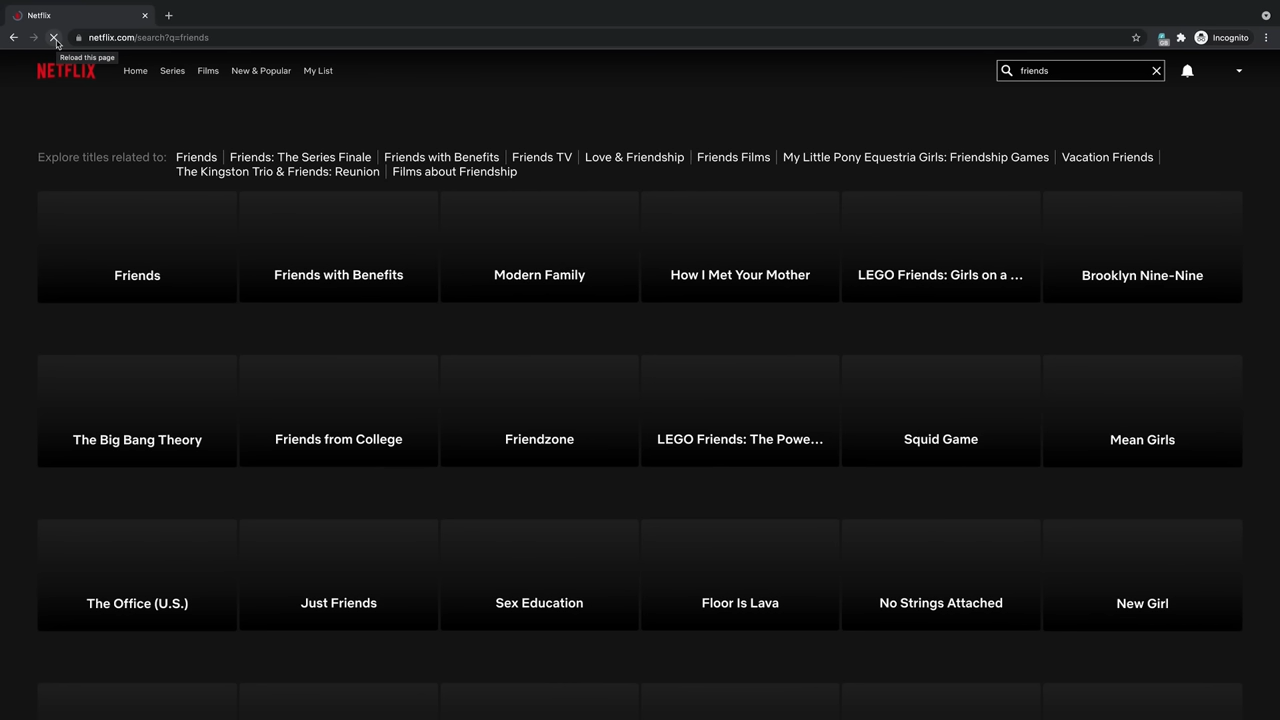 Netflix
netflix.com/search?q=friends
Incognito
Reload this page
NETFLIX Home Series Films New & Popular My List friends
Explore titles related to: Friends | Friends: The Series Finale | Friends with Benefits | Friends TV | Love & Friendship | Friends Films | My Little Pony Equestria Girls: Friendship Games | Vacation Friends |
The Kingston Trio & Friends: Reunion | Films about Friendship
Friends Friends with Benefits Modern Family How I Met Your Mother LEGO Friends: Girls on a ... Brooklyn Nine-Nine
The Big Bang Theory Friends from College Friendzone LEGO Friends: The Powe... Squid Game Mean Girls
The Office (U.S.) Just Friends Sex Education Floor Is Lava No Strings Attached New Girl